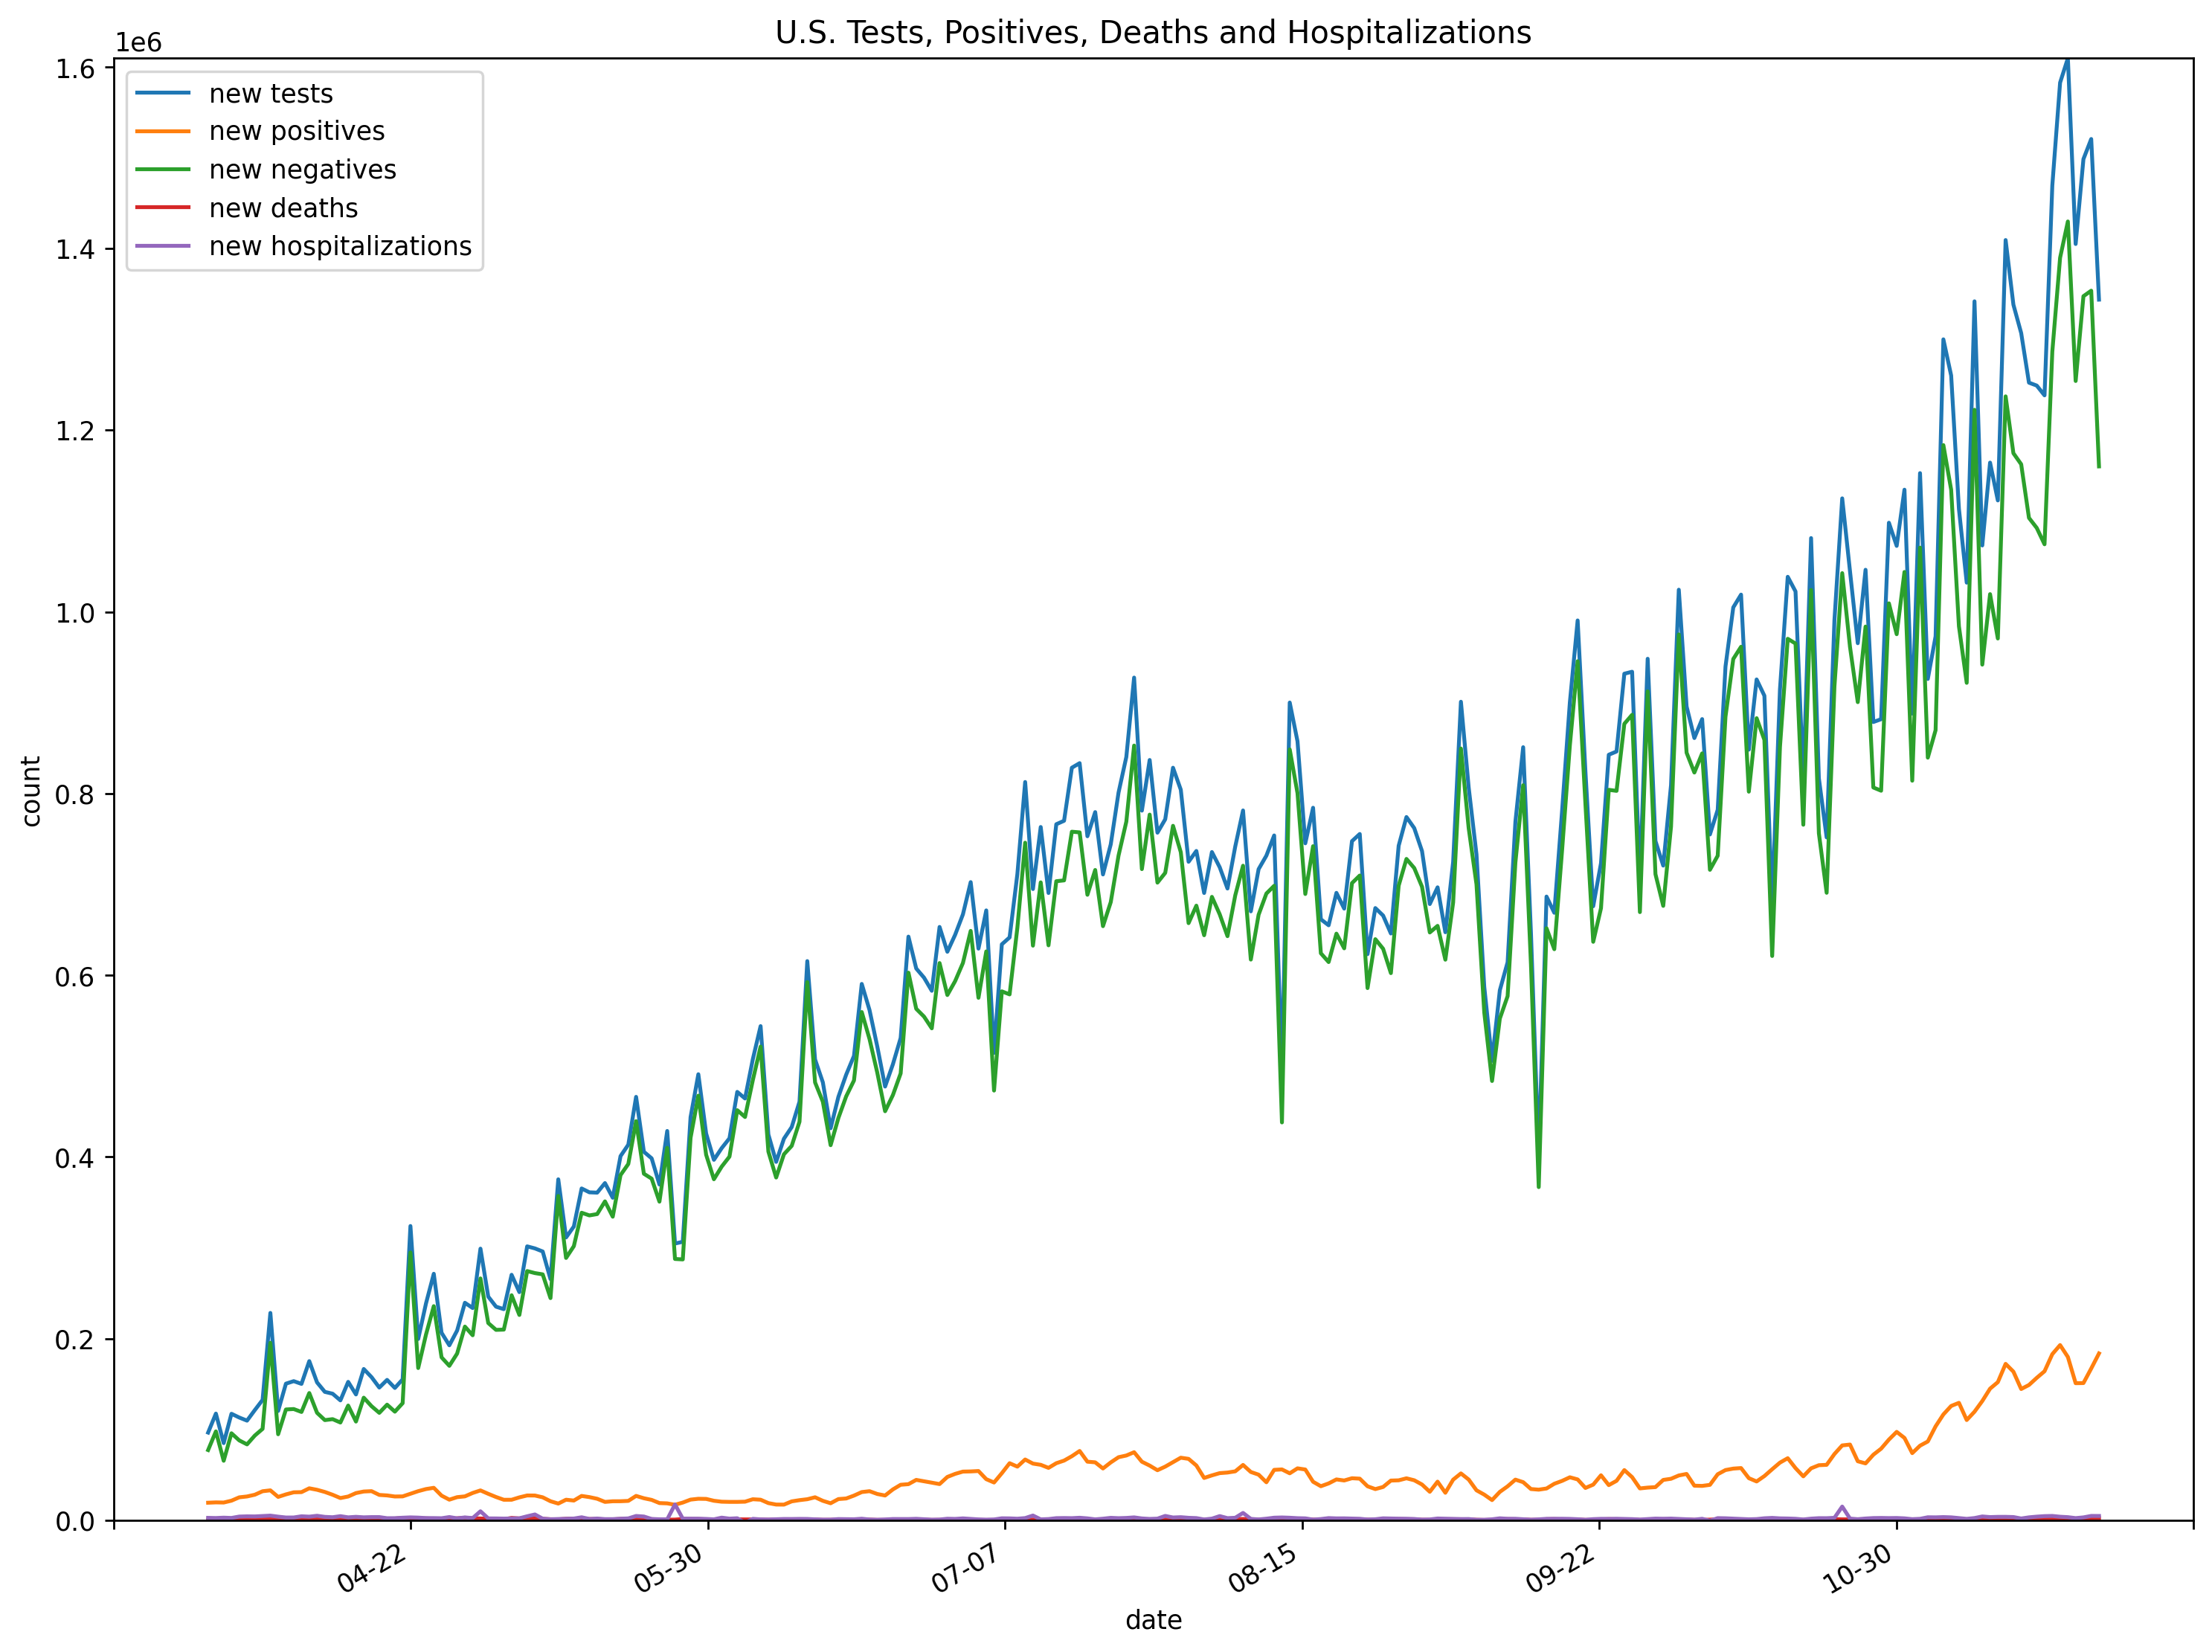 U.S. Tests, Positives, Deaths and Hospitalizations
1e6
new tests
new positives
new negatives
new deaths
new hospitalizations
1.6
1.4
1.2
1.0
0.8
0.6
0.4
0.2
0.0
count
04-22
05-30
07-07
08-15
09-22
10-30
date